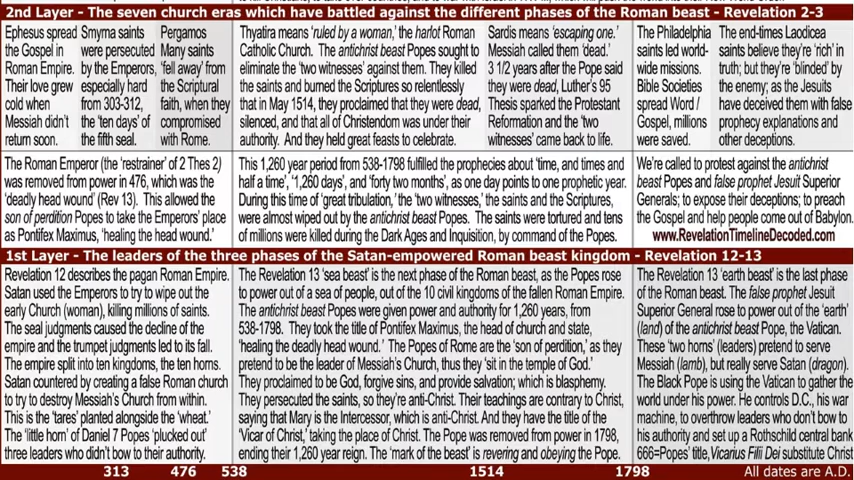 2nd Layer - The seven church eras which have battled against the different phases of the Roman beast - Revelation 2-3
Ephesus spread
the Gospel in
Roman Empire.
Their love grew
cold when
Messiah didn't
return soon.
Smyrna saints
were persecuted
by the Emperors,
especially hard
from 303-312,
the 'ten days' of
the fifth seal.
Pergamos
Many saints
'fell away' from
the Scriptural
faith, when they
compromised
with Rome.
Thyatira means 'ruled by a woman,' the harlot Roman
Catholic Church. The antichrist beast Popes sought to
eliminate the 'two witnesses' against them. They killed
the saints and burned the Scriptures so relentlessly
that in May 1514, they proclaimed that they were dead,
silenced, and that all of Christendom was under their
authority. And they held great feasts to celebrate.
Sardis means 'escaping one.'
Messiah called them 'dead.'
3 1/2 years after the Pope said
they were dead, Luther's 95
Thesis sparked the Protestant
Reformation and the 'two
witnesses' came back to life.
The Philadelphia
saints led world-
wide missions.
Bible Societies
spread Word /
Gospel, millions
were saved.
The end-times Laodicea
saints believe they're 'rich' in
truth; but they're 'blinded' by
the enemy; as the Jesuits
have deceived them with false
prophecy explanations and
other deceptions.
The Roman Emperor (the 'restrainer' of 2 Thes 2)
was removed from power in 476, which was the
'deadly head wound' (Rev 13). This allowed the
son of perdition Popes to take the Emperors' place
as Pontifex Maximus, 'healing the head wound.'
This 1,260 year period from 538-1798 fulfilled the prophecies about 'time, and times and
half a time', '1,260 days', and 'forty two months', as one day points to one prophetic year.
During this time of 'great tribulation,' the 'two witnesses,' the saints and the Scriptures,
were almost wiped out by the antichrist beast Popes. The saints were tortured and tens
of millions were killed during the Dark Ages and Inquisition, by command of the Popes.
We're called to protest against the antichrist
beast Popes and false prophet Jesuit Superior
Generals; to expose their deceptions; to preach
the Gospel and help people come out of Babylon.
www.RevelationTimelineDecoded.com
1st Layer - The leaders of the three phases of the Satan-empowered Roman beast kingdom - Revelation 12-13
Revelation 12 describes the pagan Roman Empire.
Satan used the Emperors to try to wipe out the
early Church (woman), killing millions of saints.
The seal judgments caused the decline of the
empire and the trumpet judgments led to its fall.
The empire split into ten kingdoms, the ten horns.
Satan countered by creating a false Roman church
to try to destroy Messiah's Church from within.
This is the 'tares' planted alongside the 'wheat.'
The 'little horn' of Daniel 7 Popes 'plucked out'
three leaders who didn't bow to their authority.
The Revelation 13 'sea beast' is the next phase of the Roman beast, as the Popes rose
to power out of a sea of people, out of the 10 civil kingdoms of the fallen Roman Empire.
The antichrist beast Popes were given power and authority for 1,260 years, from
538-1798. They took the title of Pontifex Maximus, the head of church and state,
'healing the deadly head wound.' The Popes of Rome are the 'son of perdition,' as they
pretend to be the leader of Messiah's Church, thus they 'sit in the temple of God.'
They proclaimed to be God, forgive sins, and provide salvation; which is blasphemy.
They persecuted the saints, so they're anti-Christ. Their teachings are contrary to Christ,
saying that Mary is the Intercessor, which is anti-Christ. And they have the title of the
'Vicar of Christ,' taking the place of Christ. The Pope was removed from power in 1798,
ending their 1,260 year reign. The 'mark of the beast' is revering and obeying the Pope.
The Revelation 13 'earth beast' is the last phase
of the Roman beast. The false prophet Jesuit
Superior General rose to power out of the 'earth'
(land) of the antichrist beast Pope, the Vatican.
These 'two horns' (leaders) pretend to serve
Messiah (lamb), but really serve Satan (dragon).
The Black Pope is using the Vatican to gather the
world under his power. He controls D.C., his war
machine, to overthrow leaders who don't bow to
his authority and set up a Rothschild central bank
666=Popes' title, Vicarius Filii Dei substitute Christ
313 476 538 1514 1798 All dates are A.D.